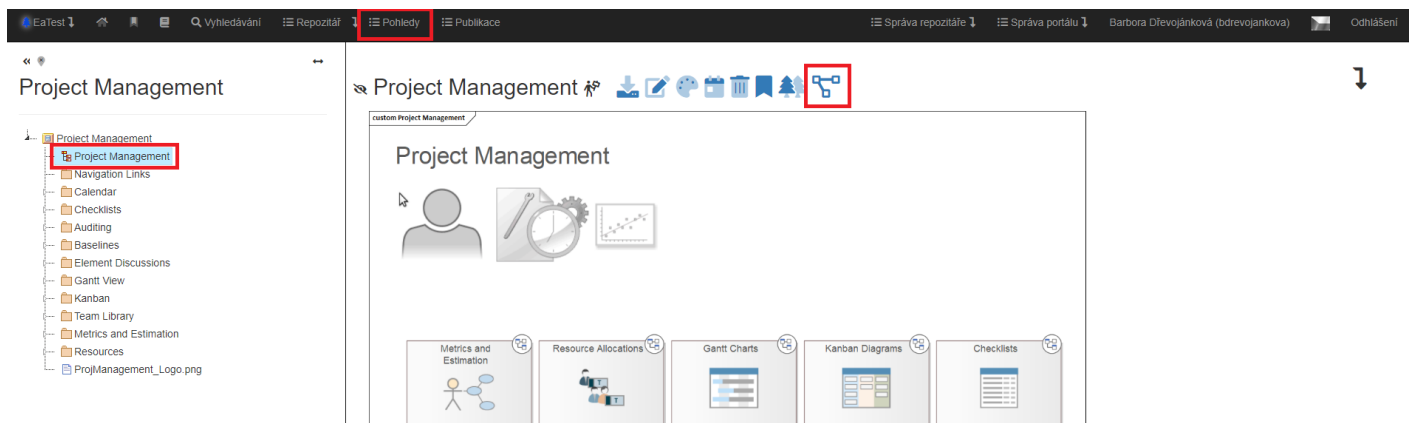 EaTest
Vyhledávání
Repozitář
Pohledy
Publikace
Správa repozitáře
Správa portálu
Barbora Dřevojánková (bdrevojankova)
Odhlášení
Project Management
Project Management
Project Management
Navigation Links
Calendar
Checklists
Auditing
Baselines
Element Discussions
Gantt View
Kanban
Team Library
Metrics and Estimation
Resources
ProjManagement_Logo.png
Project Management
custom Project Management
Project Management
Metrics and
Estimation
Resource Allocations
Gantt Charts
Kanban Diagrams
Checklists